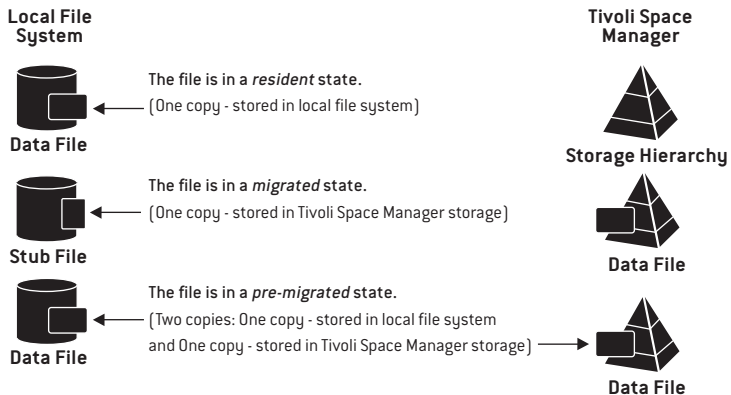 Local File
System
Tivoli Space
Manager
The file is in a resident state.
(One copy - stored in local file system)
Data File
Storage Hierarchy
The file is in a migrated state.
(One copy - stored in Tivoli Space Manager storage)
Stub File
Data File
The file is in a pre-migrated state.
(Two copies: One copy - stored in local file system
and One copy - stored in Tivoli Space Manager storage)
Data File
Data File